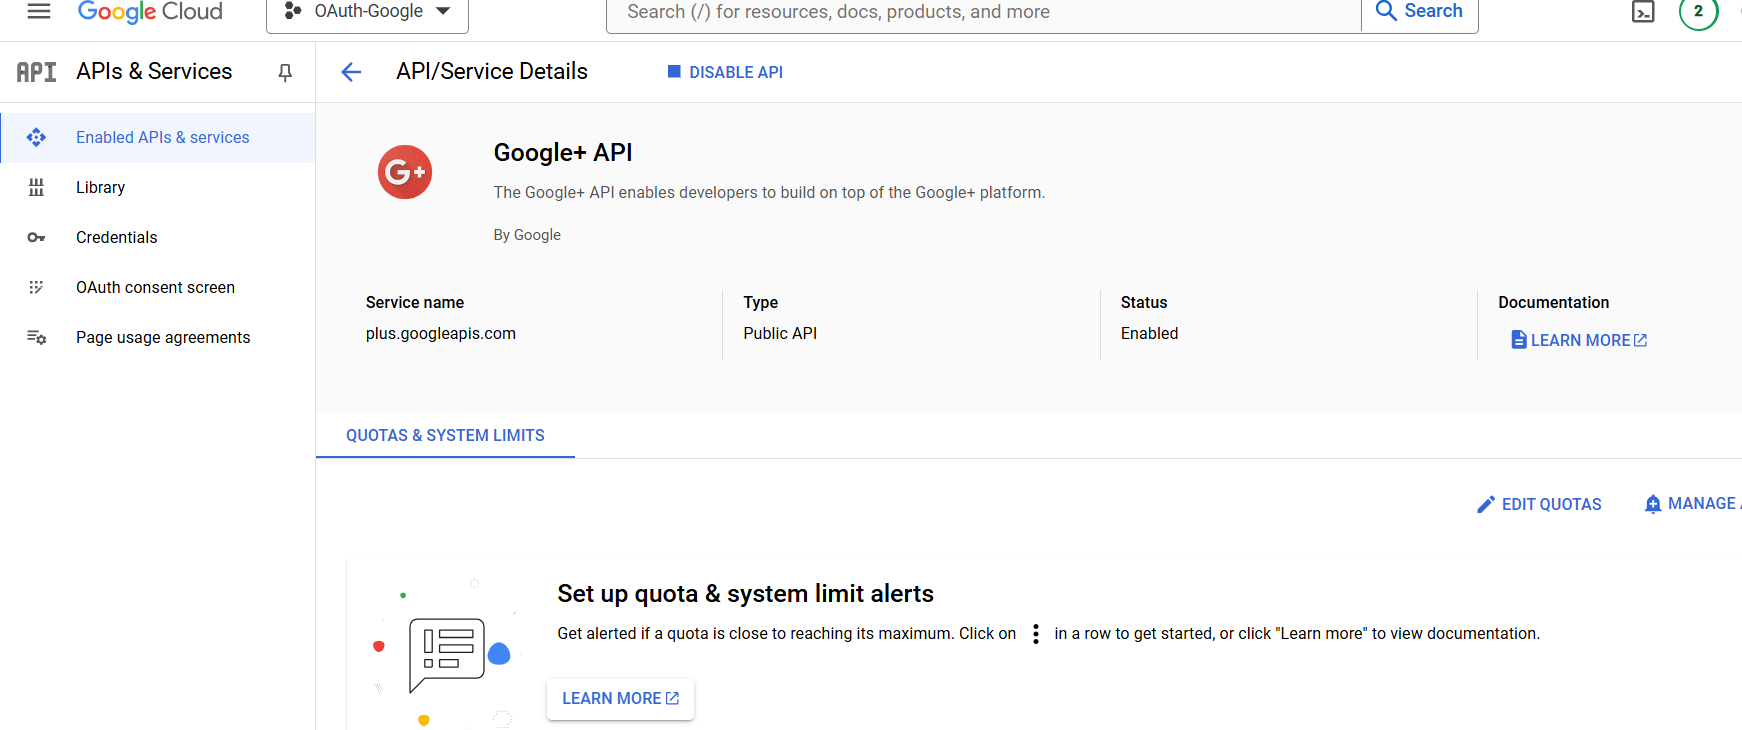 Google Cloud
OAuth-Google
Search (/) for resources, docs, products, and more
Search
2
API
APIs & Services
API/Service Details
DISABLE API
Enabled APIs & services
Library
Credentials
OAuth consent screen
Page usage agreements
G+
Google+ API
The Google+ API enables developers to build on top of the Google+ platform.
By Google
Service name
plus.googleapis.com
Type
Public API
Status
Enabled
Documentation
LEARN MORE
QUOTAS & SYSTEM LIMITS
EDIT QUOTAS
MANAGE
Set up quota & system limit alerts
Get alerted if a quota is close to reaching its maximum. Click on in a row to get started, or click "Learn more" to view documentation.
LEARN MORE